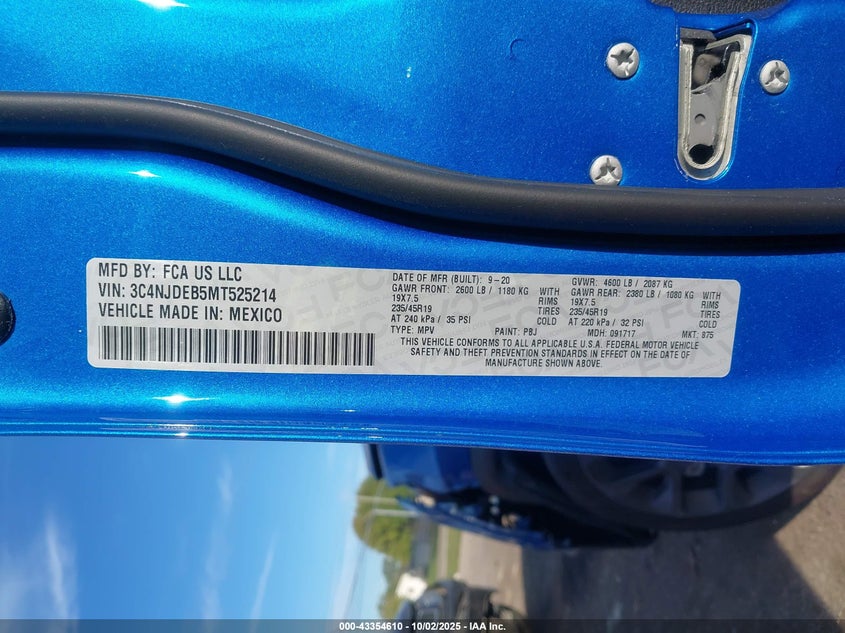 MFD BY: FCA US LLC
VIN: 3C4NJDEB5MT525214
VEHICLE MADE IN: MEXICO
DATE OF MFR (BUILT): 9-20 GVWR: 4600 LB / 2087 KG
GAWR FRONT: 2600 LB / 1180 KG GAWR REAR: 2380 LB / 1080 KG
19X7.5 RIMS 19X7.5 RIMS
235/45R19 TIRES 235/45R19 TIRES
AT 240 kPa / 35 PSI COLD AT 220 kPa / 32 PSI COLD
TYPE: MPV PAINT: PBJ MDH: 091717 MKT: 875
THIS VEHICLE CONFORMS TO ALL APPLICABLE U.S.A. FEDERAL MOTOR VEHICLE
SAFETY AND THEFT PREVENTION STANDARDS IN EFFECT ON THE DATE OF
MANUFACTURE SHOWN ABOVE.
000-43354610 - 10/02/2025 - IAA Inc.